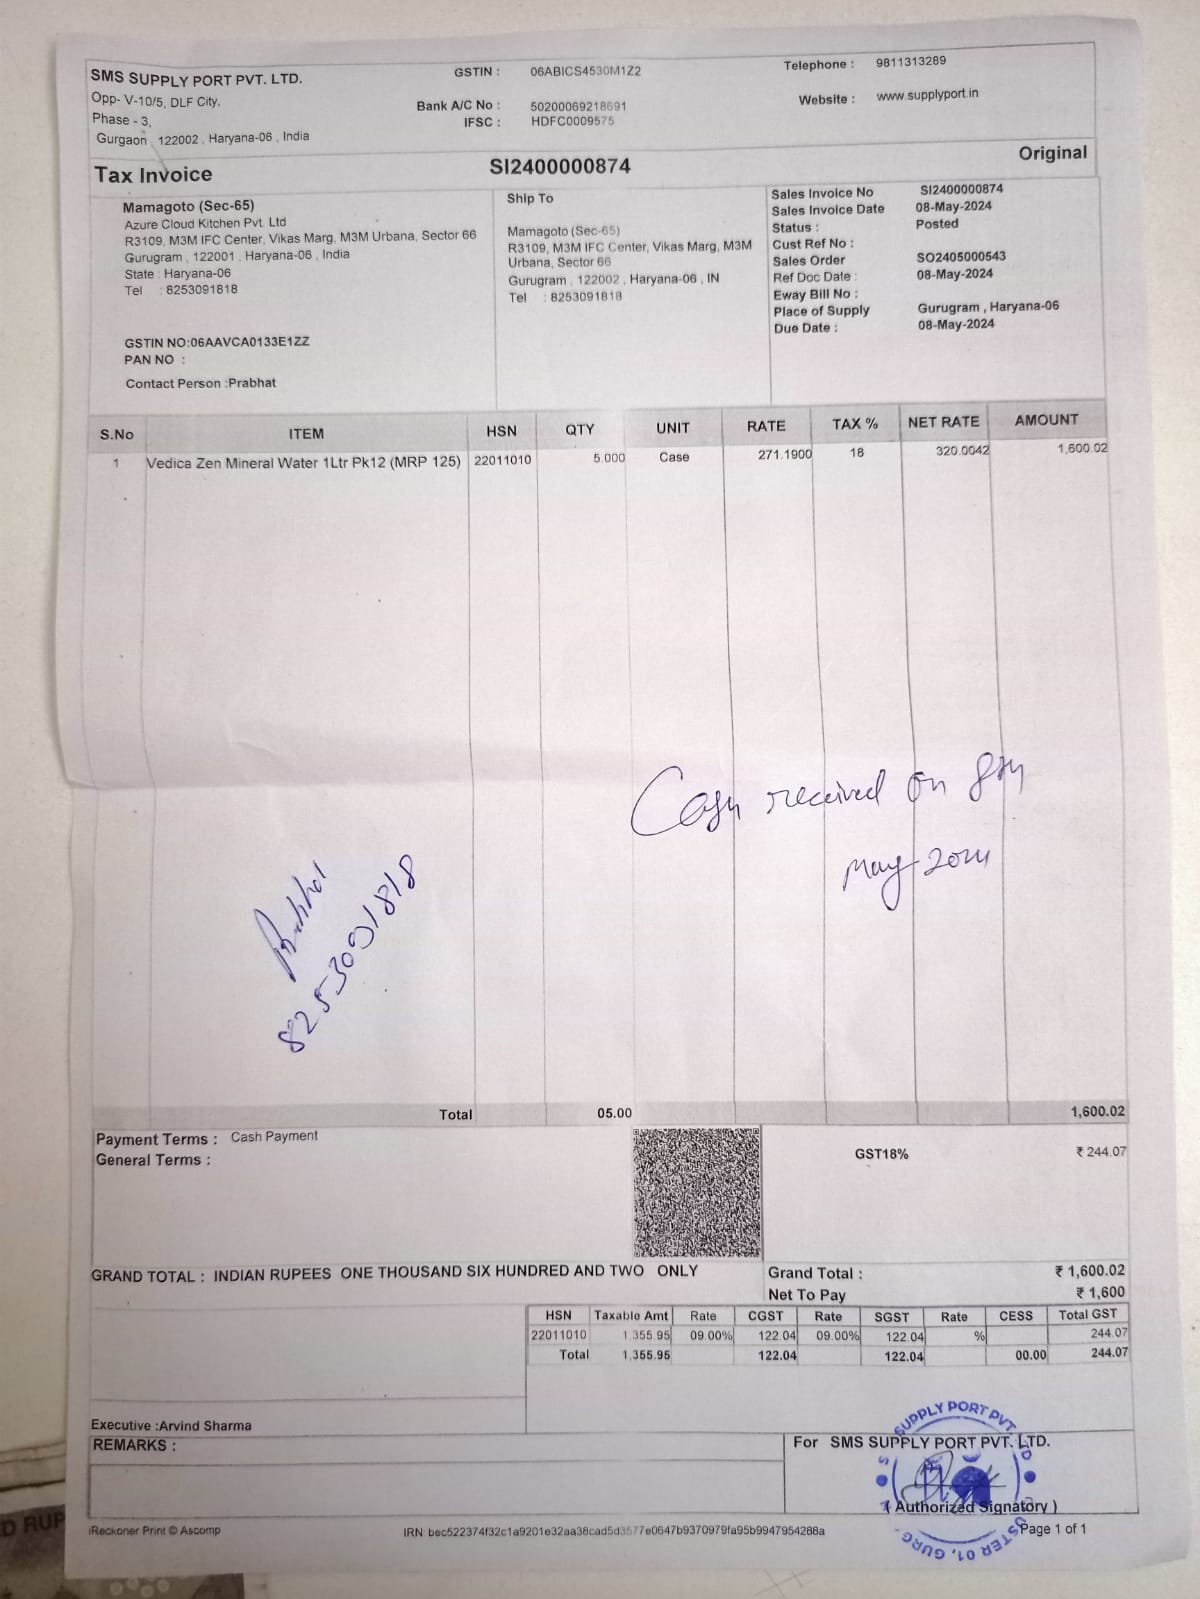 SMS SUPPLY PORT PVT. LTD.
Opp- V-10/5, DLF City,
Phase - 3,
Gurgaon , 122002 , Haryana-06 , India
GSTIN : 06ABICS4530M1Z2
Bank A/C No : 50200069218691
IFSC : HDFC0009575
Telephone : 9811313289
Website : www.supplyport.in
Tax Invoice
SI2400000874
Original
Mamagoto (Sec-65)
Azure Cloud Kitchen Pvt. Ltd
R3109, M3M IFC Center, Vikas Marg, M3M Urbana, Sector 66
Gurugram , 122001 , Haryana-06 , India
State : Haryana-06
Tel : 8253091818
GSTIN NO:06AAVCA0133E1ZZ
PAN NO :
Contact Person :Prabhat
Ship To
Mamagoto (Sec-65)
R3109, M3M IFC Center, Vikas Marg, M3M
Urbana, Sector 66
Gurugram , 122002 , Haryana-06 , IN
Tel : 8253091818
Sales Invoice No SI2400000874
Sales Invoice Date 08-May-2024
Status : Posted
Cust Ref No :
Sales Order SO2405000543
Ref Doc Date : 08-May-2024
Eway Bill No :
Place of Supply Gurugram , Haryana-06
Due Date : 08-May-2024
S.No ITEM HSN QTY UNIT RATE TAX % NET RATE AMOUNT
1 Vedica Zen Mineral Water 1Ltr Pk12 (MRP 125) 22011010 5.000 Case 271.1900 18 320.0042 1,600.02
Cash received on 8th
May 2024
Prabhat
8253091818
Total 05.00 1,600.02
Payment Terms : Cash Payment
General Terms :
GST18% ₹ 244.07
GRAND TOTAL : INDIAN RUPEES ONE THOUSAND SIX HUNDRED AND TWO ONLY
Grand Total : ₹ 1,600.02
Net To Pay ₹ 1,600
HSN Taxable Amt Rate CGST Rate SGST Rate CESS Total GST
22011010 1,355.95 09.00% 122.04 09.00% 122.04 % 244.07
Total 1,355.95 122.04 122.04 00.00 244.07
Executive :Arvind Sharma
REMARKS :
For SMS SUPPLY PORT PVT. LTD.
SUPPLY PORT PVT.
( Authorized Signatory )
iReckoner Print © Ascomp
IRN bec522374f32c1a9201e32aa38cad5d3577e0647b9370979fa95b9947954288a
Page 1 of 1